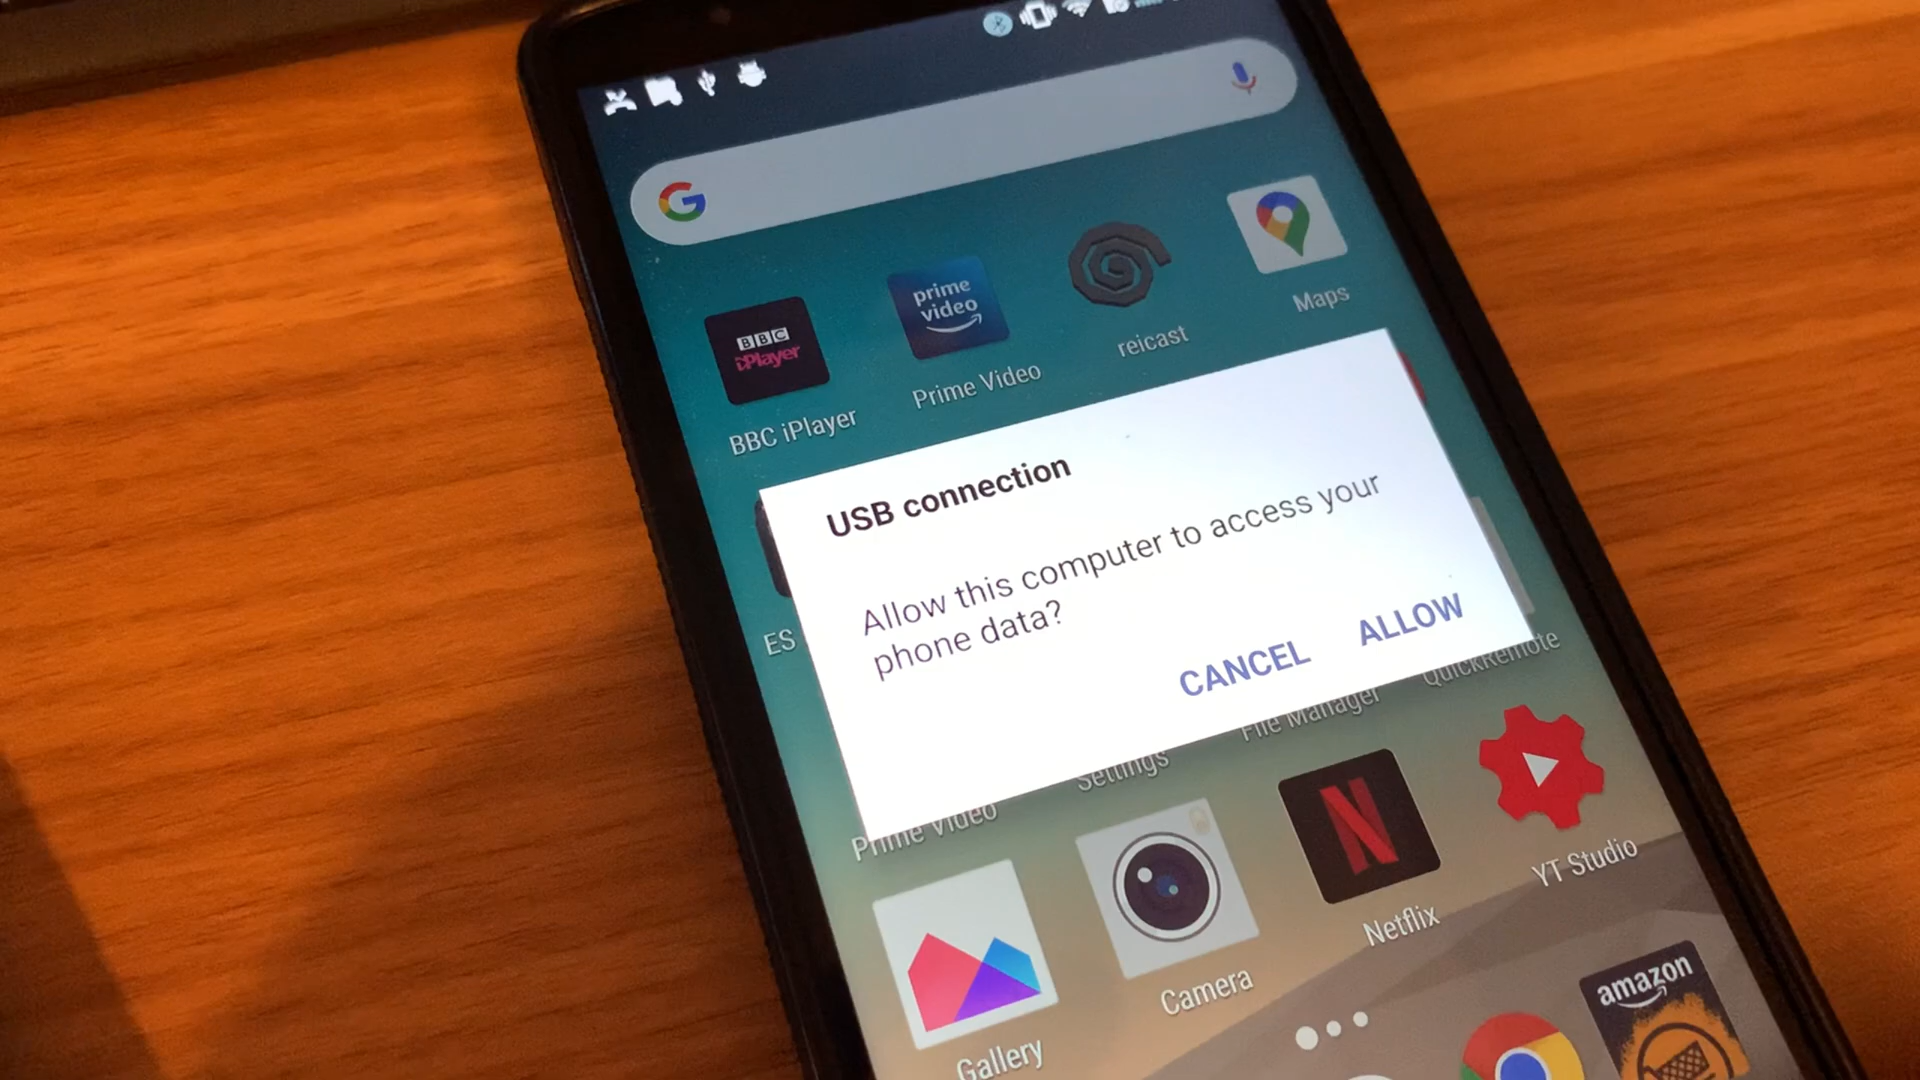 BBC
iPlayer
prime
video
BBC iPlayer
Prime Video
reicast
Maps
USB connection
Allow this computer to access your
phone data?
CANCEL
ALLOW
ES
Prime Video
Settings
File Manager
QuickRemote
Gallery
Camera
Netflix
YT Studio
N
amazon